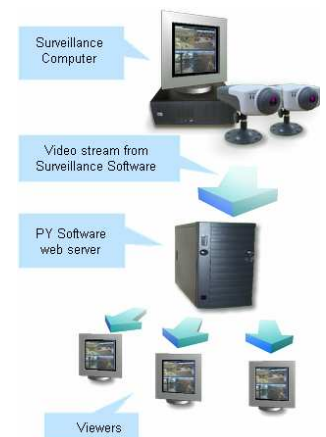 Surveillance
Computer
Video stream from
Surveillance Software
PY Software
web server
Viewers